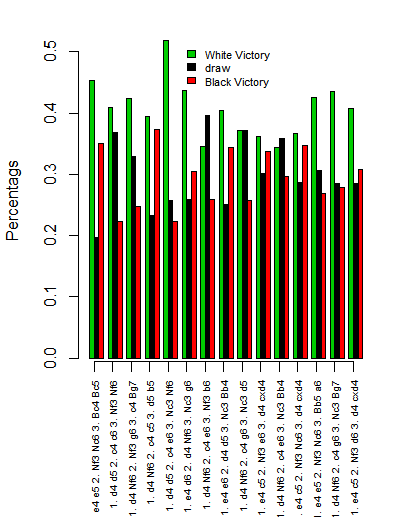 White Victory
draw
Black Victory
Percentags
0.5
0.4
0.3
0.2
0.1
0.0
e4 e5 2. Nf3 Nc6 3. Bc4 Bc5
1. d4 d5 2. c4 c6 3. Nf3 Nf6
1. d4 Nf6 2. Nf3 g6 3. c4 Bg7
1. d4 Nf6 2. c4 c5 3. d5 b5
1. d4 d5 2. c4 e6 3. Nc3 Nf6
e4 d6 2. d4 Nf6 3. Nc3 g6
1. d4 Nf6 2. c4 e6 3. Nf3 b6
1. e4 e6 2. d4 d5 3. Nc3 Bb4
1. d4 Nf6 2. c4 g6 3. Nc3 d5
1. e4 c5 2. Nf3 e6 3. d4 cxd4
1. d4 Nf6 2. c4 e6 3. Nc3 Bb4
. e4 c5 2. Nf3 Nc6 3. d4 cxd4
1. e4 e5 2. Nf3 Nc6 3. Bb5 a6
1. d4 Nf6 2. c4 g6 3. Nc3 Bg7
1. e4 c5 2. Nf3 d6 3. d4 cxd4